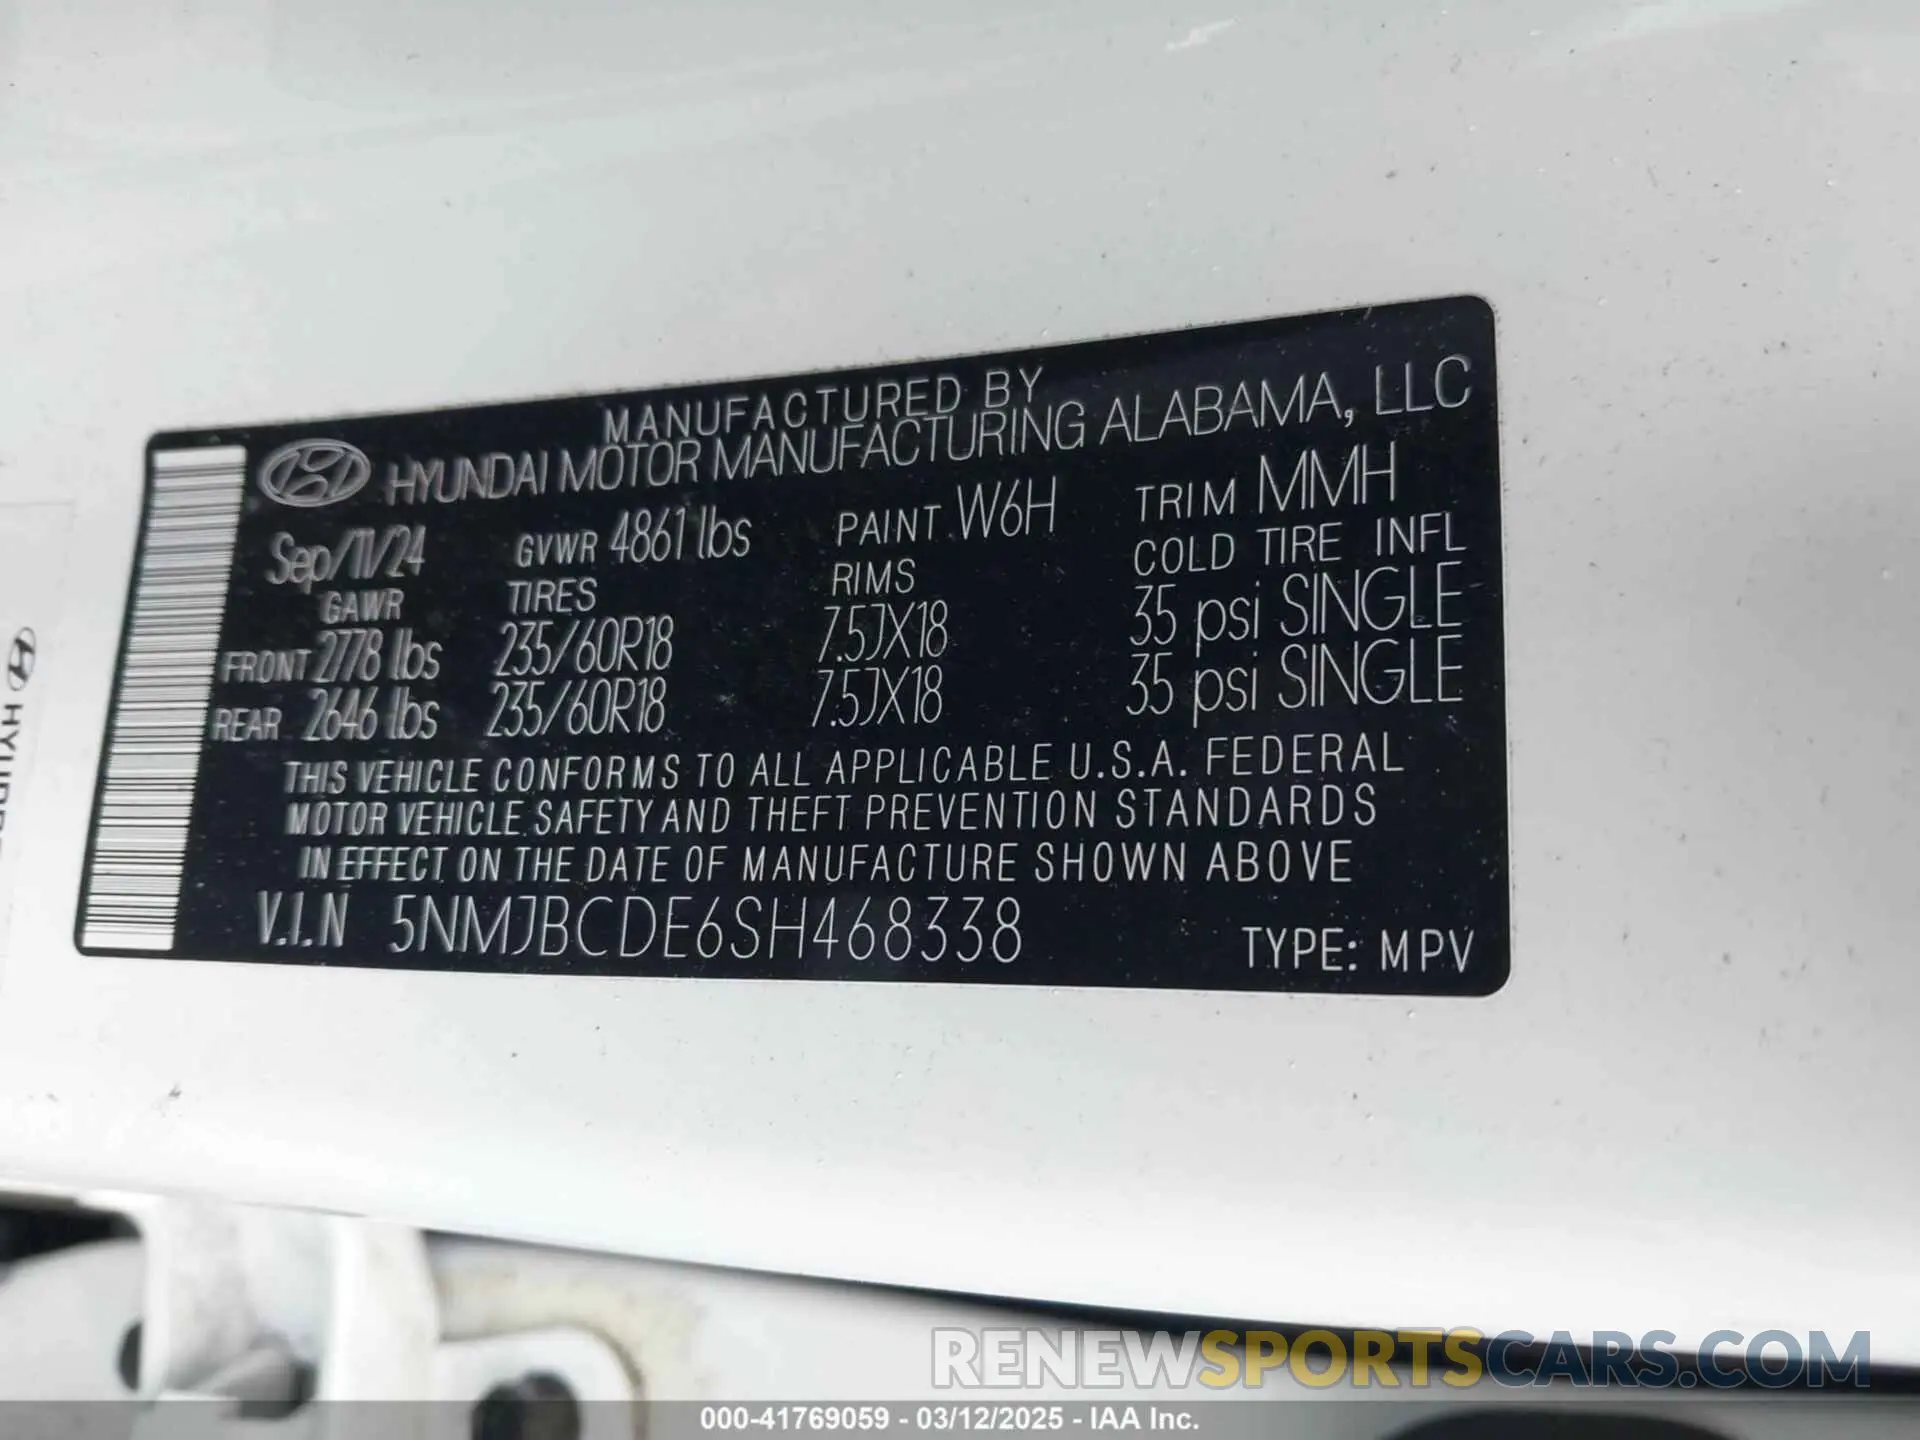 MANUFACTURED BY
HYUNDAI MOTOR MANUFACTURING ALABAMA, LLC
Sep/11/24 GVWR 4861 lbs PAINT W6H TRIM MMH
GAWR TIRES RIMS COLD TIRE INFL
FRONT 2778 lbs 235/60R18 7.5JX18 35 psi SINGLE
REAR 2646 lbs 235/60R18 7.5JX18 35 psi SINGLE
THIS VEHICLE CONFORMS TO ALL APPLICABLE U.S.A. FEDERAL
MOTOR VEHICLE SAFETY AND THEFT PREVENTION STANDARDS
IN EFFECT ON THE DATE OF MANUFACTURE SHOWN ABOVE
V.I.N 5NMJBCDE6SH468338 TYPE: MPV
RENEWSPORTSCARS.COM
000-41769059 - 03/12/2025 - IAA Inc.